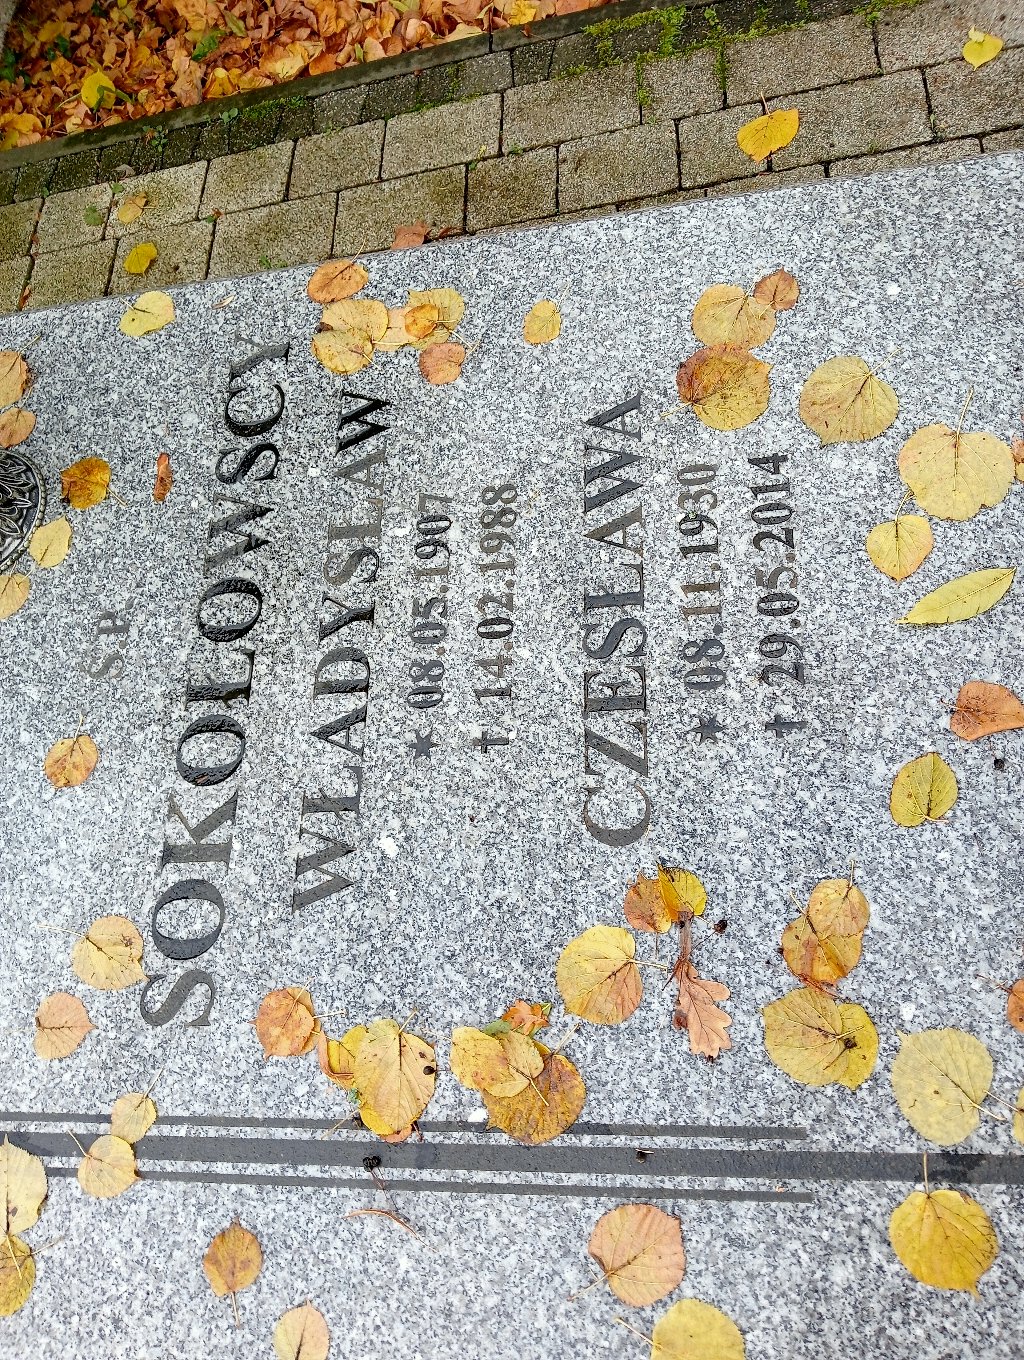 Ś.P.
SOKOŁOWSCY
WŁADYSŁAW
* 08.05.1907
† 14.02.1988
CZESŁAWA
* 08.11.1930
† 29.05.2014